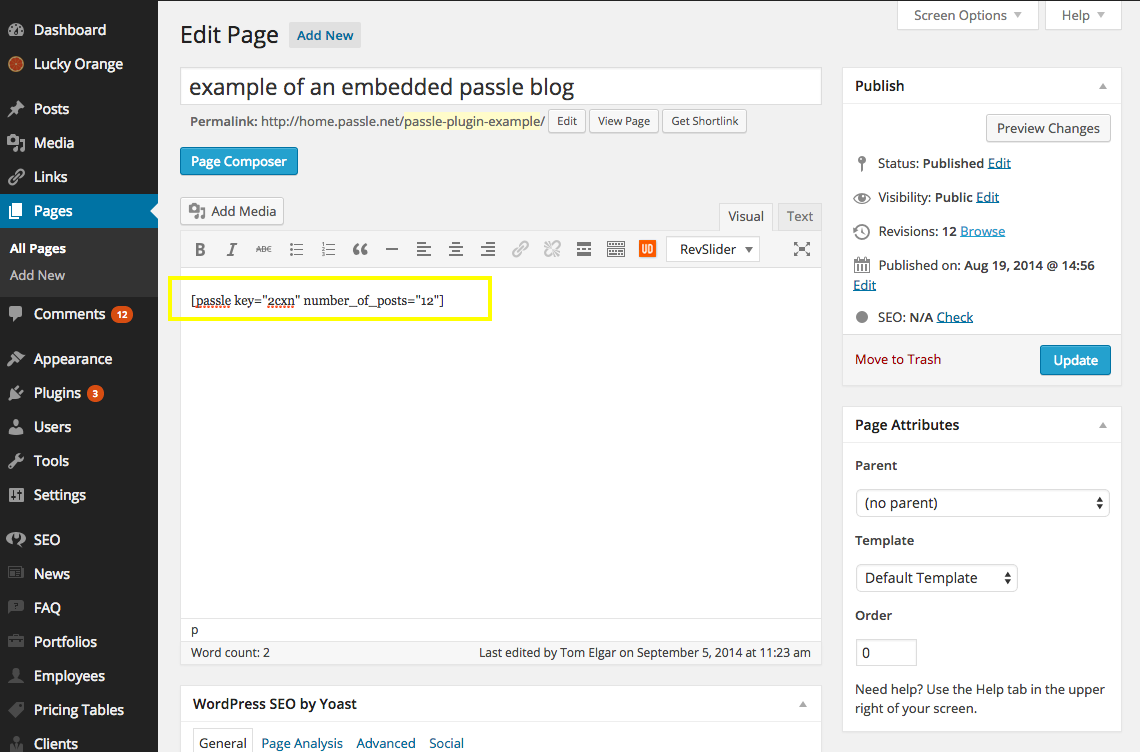 Screen Options
Help
Dashboard
Lucky Orange
Posts
Media
Links
Pages
All Pages
Add New
Comments 12
Appearance
Plugins 3
Users
Tools
Settings
SEO
News
FAQ
Portfolios
Employees
Pricing Tables
Clients
Edit Page Add New
example of an embedded passle blog
Permalink: http://home.passle.net/passle-plugin-example/ Edit View Page Get Shortlink
Page Composer
Add Media
Visual Text
B I ABC UD RevSlider
[passle key="2cxn" number_of_posts="12"]
p
Word count: 2 Last edited by Tom Elgar on September 5, 2014 at 11:23 am
WordPress SEO by Yoast
General Page Analysis Advanced Social
Publish
Preview Changes
Status: Published Edit
Visibility: Public Edit
Revisions: 12 Browse
Published on: Aug 19, 2014 @ 14:56
Edit
SEO: N/A Check
Move to Trash Update
Page Attributes
Parent
(no parent)
Template
Default Template
Order
0
Need help? Use the Help tab in the upper
right of your screen.